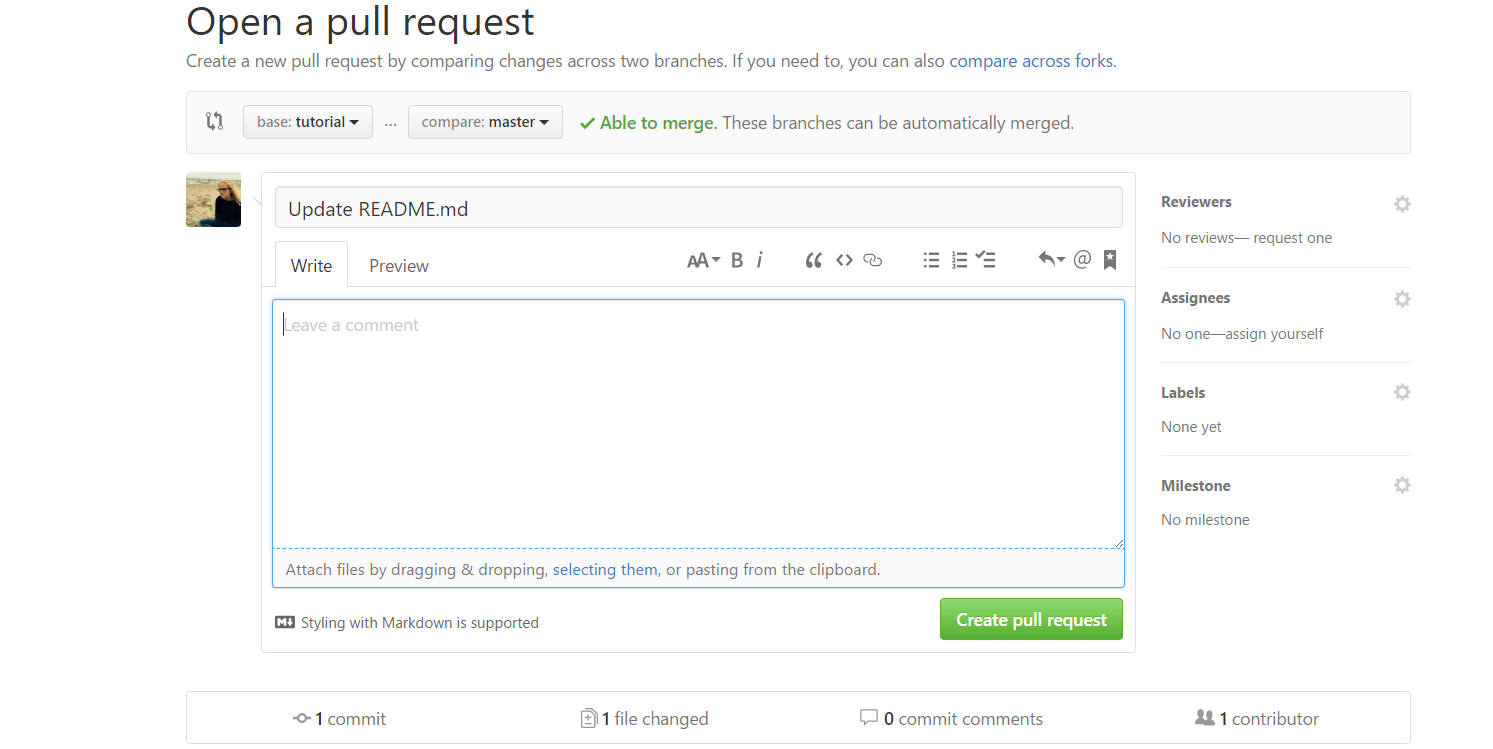 Open a pull request
Create a new pull request by comparing changes across two branches. If you need to, you can also compare across forks.
base: tutorial ... compare: master Able to merge. These branches can be automatically merged.
Update README.md
Write Preview AA B i @
Leave a comment
Attach files by dragging & dropping, selecting them, or pasting from the clipboard.
M Styling with Markdown is supported
Create pull request
Reviewers
No reviews— request one
Assignees
No one—assign yourself
Labels
None yet
Milestone
No milestone
1 commit 1 file changed 0 commit comments 1 contributor